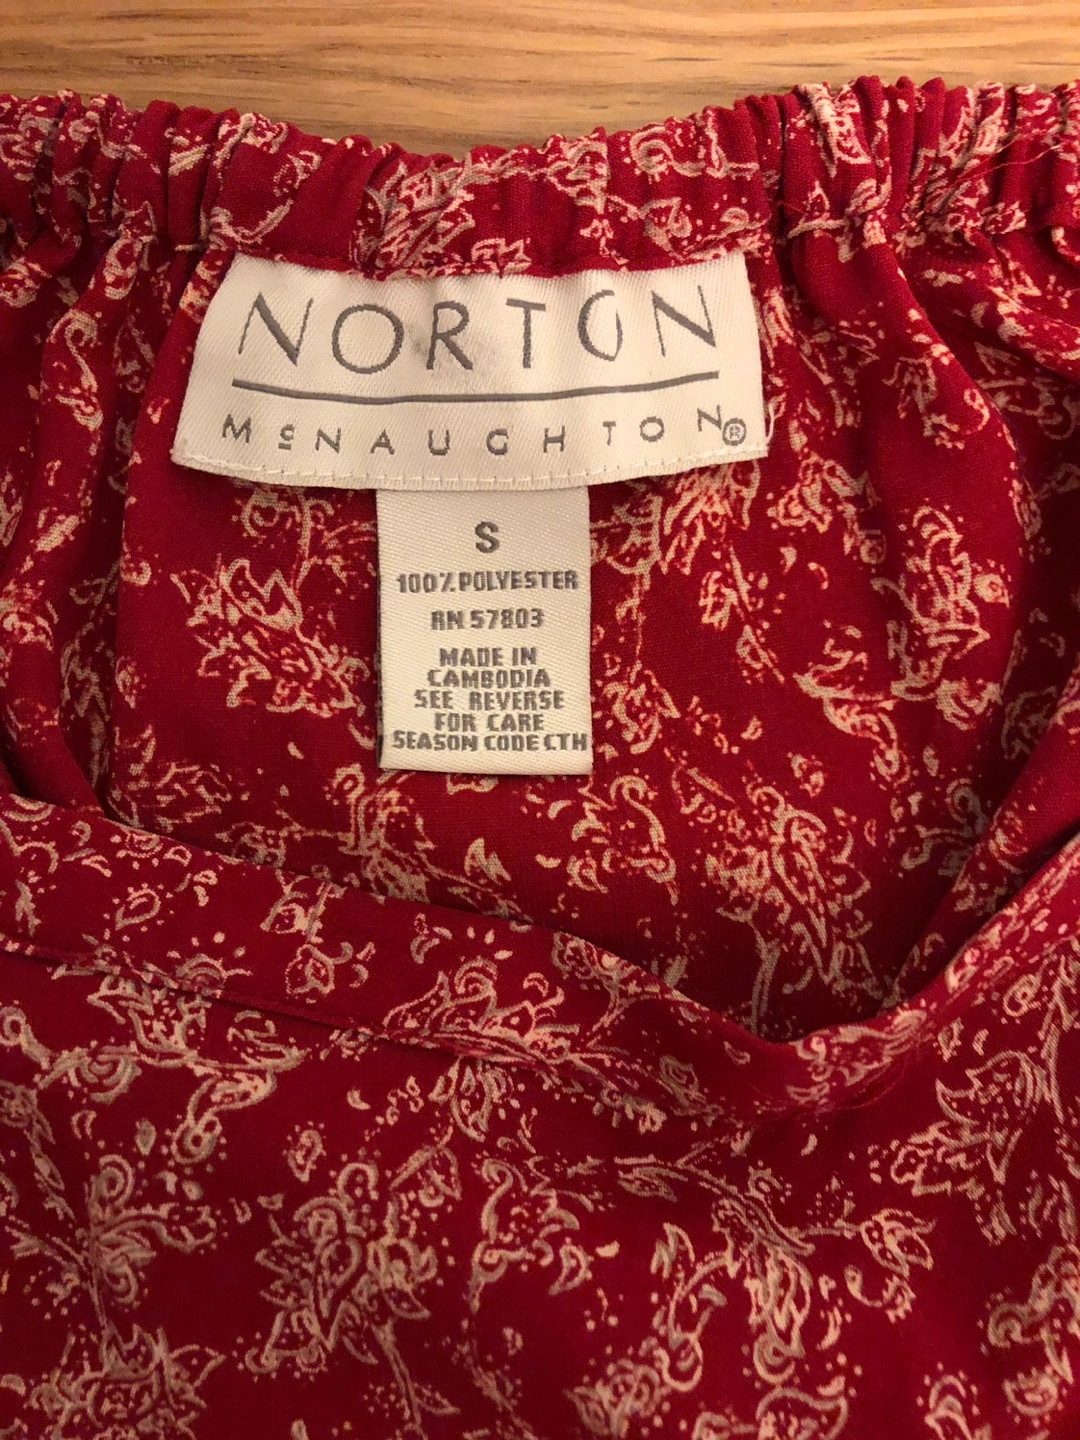 NORTON
McNAUGHTON®
S
100% POLYESTER
RN 57803
MADE IN
CAMBODIA
SEE REVERSE
FOR CARE
SEASON CODE CTH